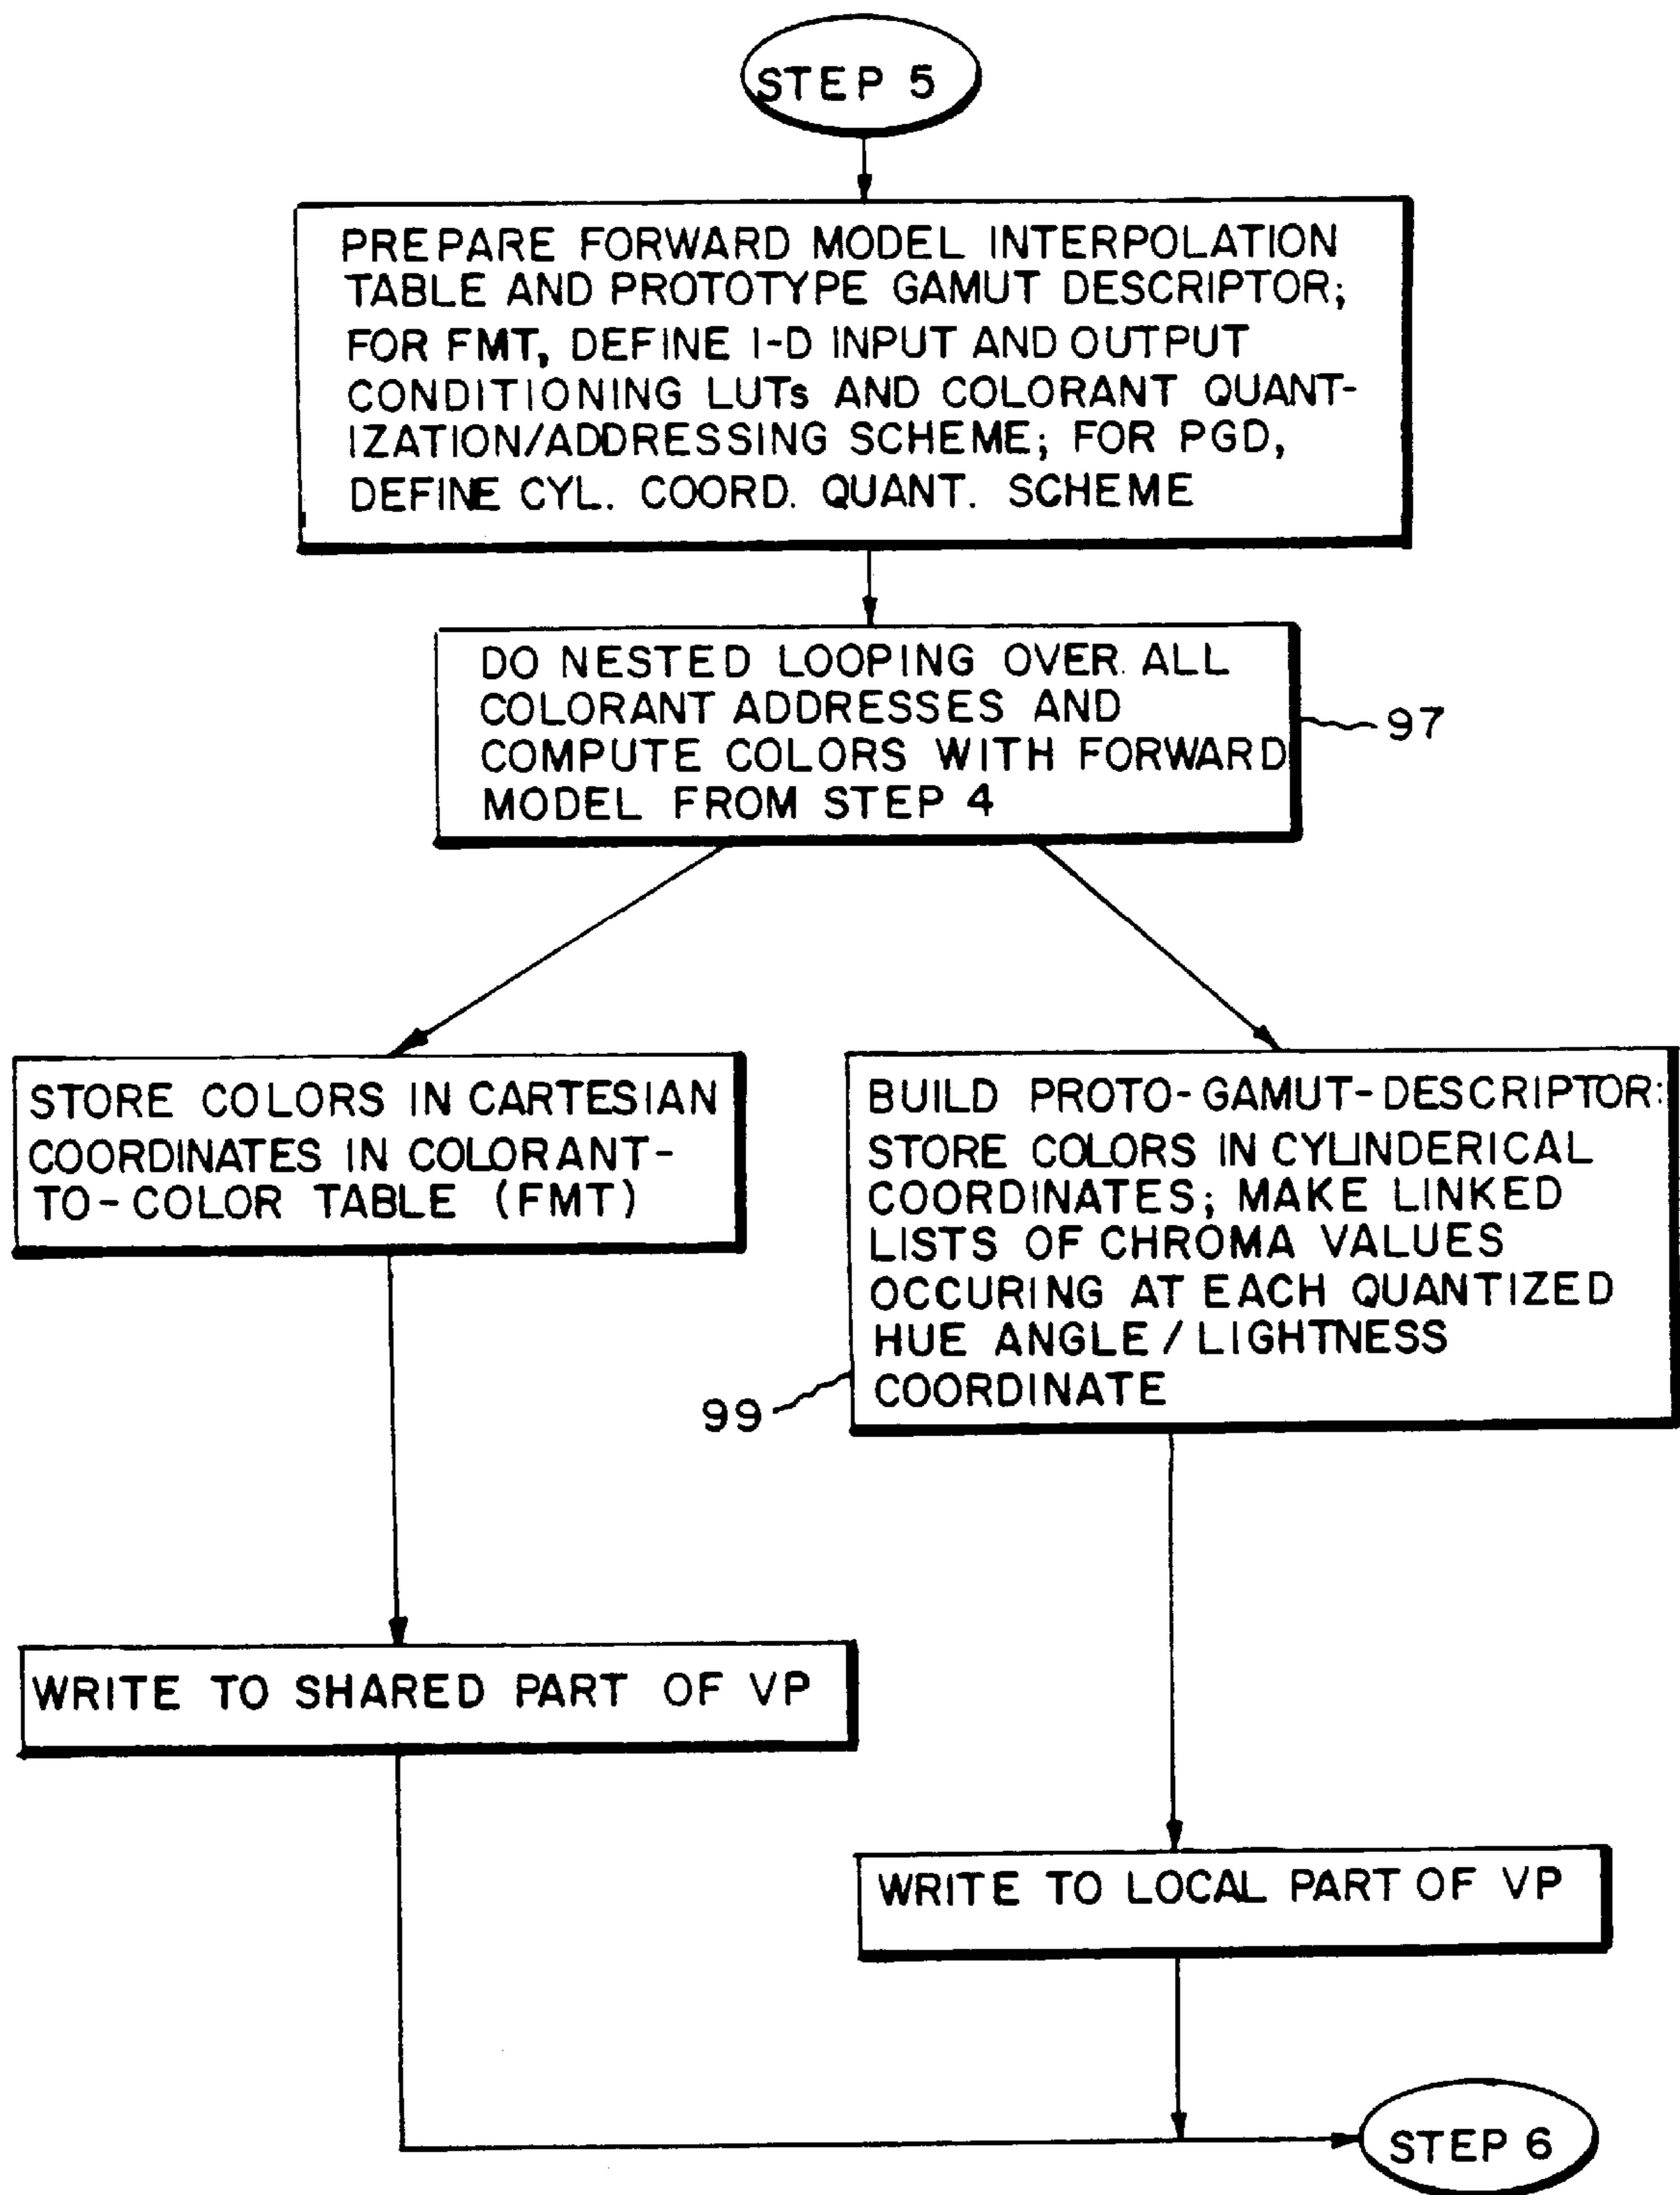 STEP 5
PREPARE FORWARD MODEL INTERPOLATION
TABLE AND PROTOTYPE GAMUT DESCRIPTOR;
FOR FMT, DEFINE 1-D INPUT AND OUTPUT
CONDITIONING LUTs AND COLORANT QUANT-
IZATION/ADDRESSING SCHEME; FOR PGD,
DEFINE CYL. COORD. QUANT. SCHEME
DO NESTED LOOPING OVER ALL
COLORANT ADDRESSES AND
COMPUTE COLORS WITH FORWARD
MODEL FROM STEP 4
97
STORE COLORS IN CARTESIAN
COORDINATES IN COLORANT-
TO-COLOR TABLE (FMT)
BUILD PROTO-GAMUT-DESCRIPTOR:
STORE COLORS IN CYLINDERICAL
COORDINATES; MAKE LINKED
LISTS OF CHROMA VALUES
OCCURING AT EACH QUANTIZED
HUE ANGLE/LIGHTNESS
COORDINATE
99
WRITE TO SHARED PART OF VP
WRITE TO LOCAL PART OF VP
STEP 6